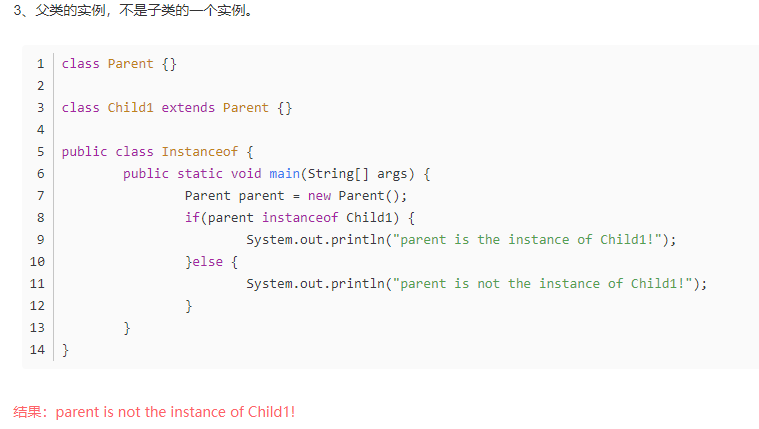 3、父类的实例，不是子类的一个实例。
1 class Parent {}
2
3 class Child1 extends Parent {}
4
5 public class Instanceof {
6 public static void main(String[] args) {
7 Parent parent = new Parent();
8 if(parent instanceof Child1) {
9 System.out.println("parent is the instance of Child1!");
10 }else {
11 System.out.println("parent is not the instance of Child1!");
12 }
13 }
14 }
结果：parent is not the instance of Child1!